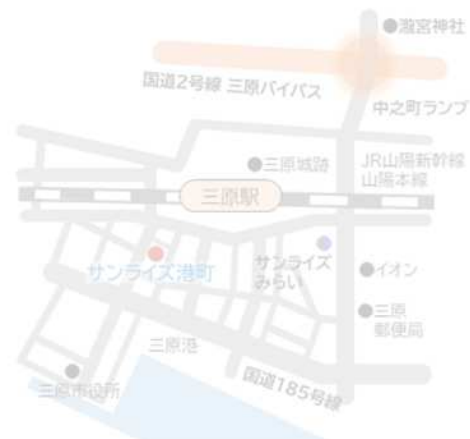 瀧宮神社
国道2号線 三原バイパス
中之町ランプ
三原城跡
JR山陽新幹線
山陽本線
三原駅
サンライズ港町
サンライズ
みらい
イオン
三原
郵便局
三原港
国道185号線
三原市役所